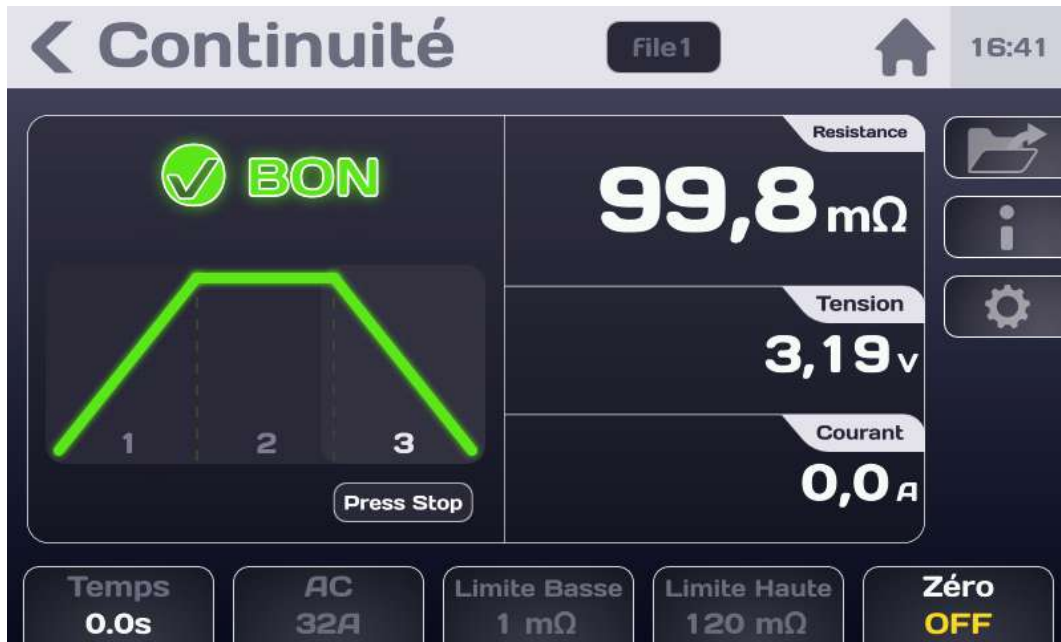 Continuité
File1
16:41
BON
1 2 3
Press Stop
Resistance
99,8 mΩ
Tension
3,19 V
Courant
0,0 A
Temps
0.0s
AC
32A
Limite Basse
1 mΩ
Limite Haute
120 mΩ
Zéro
OFF